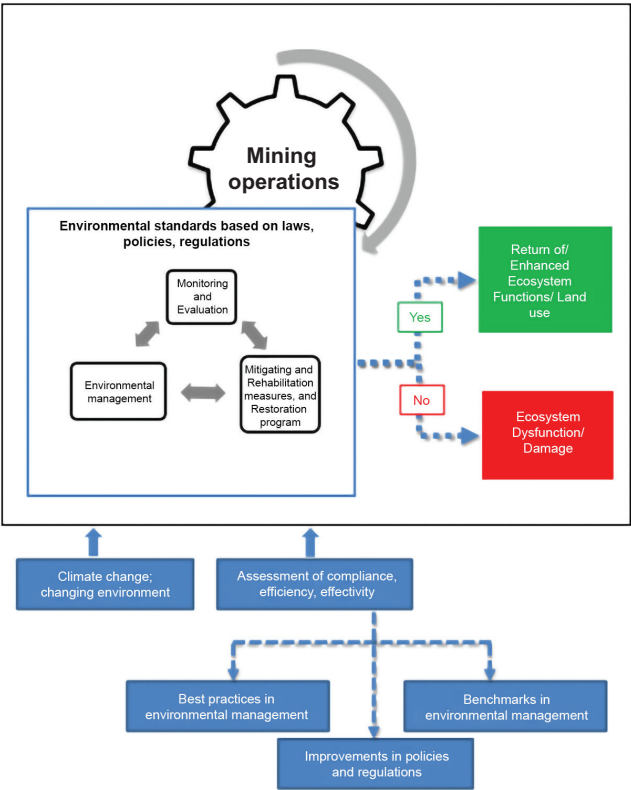 Mining
operations
Environmental standards based on laws,
policies, regulations
Monitoring
and
Evaluation
Environmental
management
Mitigating and
Rehabilitation
measures, and
Restoration
program
Yes
No
Return of/
Enhanced
Ecosystem
Functions/ Land
use
Ecosystem
Dysfunction/
Damage
Climate change;
changing environment
Assessment of compliance,
efficiency, effectivity
Best practices in
environmental management
Benchmarks in
environmental management
Improvements in policies
and regulations